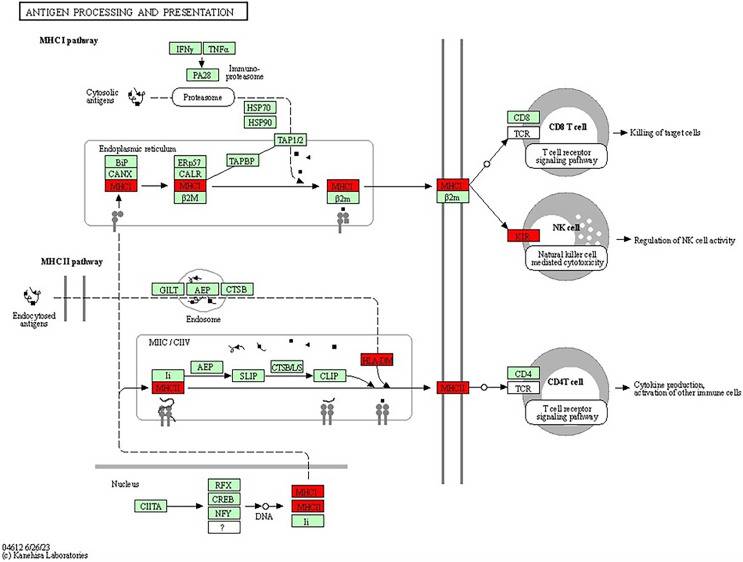 ANTIGEN PROCESSING AND PRESENTATION
MHC I pathway
IFNγ
TNFα
PA28
Immuno-
proteasome
Cytosolic
antigens
Proteasome
HSP70
HSP90
TAP1/2
Endoplasmic reticulum
BiP
CANX
MHCI
ERp57
CALR
MHCI
β2M
TAPBP
MHCI
β2m
MHCI
β2m
CD8
TCR
CD8 T cell
T cell receptor
signaling pathway
Killing of target cells
KIR
NK cell
Natural killer cell
mediated cytotoxicity
Regulation of NK cell activity
MHC II pathway
Endocytosed
antigens
GILT
AEP
CTSB
Endosome
MIIC / CIIV
Ii
MHCII
AEP
SLIP
CTSB/L/S
CLIP
HLA-DM
MHCII
CD4
TCR
CD4T cell
T cell receptor
signaling pathway
Cytokine production,
activation of other immune cells
Nucleus
CIITA
RFX
CREB
NFY
?
DNA
MHCI
MHCII
Ii
04612 6/26/23
(c) Kanehisa Laboratories